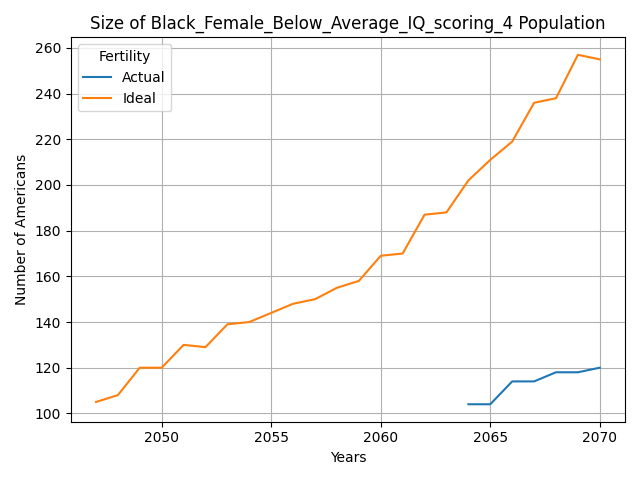 Size of Black_Female_Below_Average_IQ_scoring_4 Population
Fertility
Actual
Ideal
Number of Americans
260
240
220
200
180
160
140
120
100
2050
2055
2060
2065
2070
Years